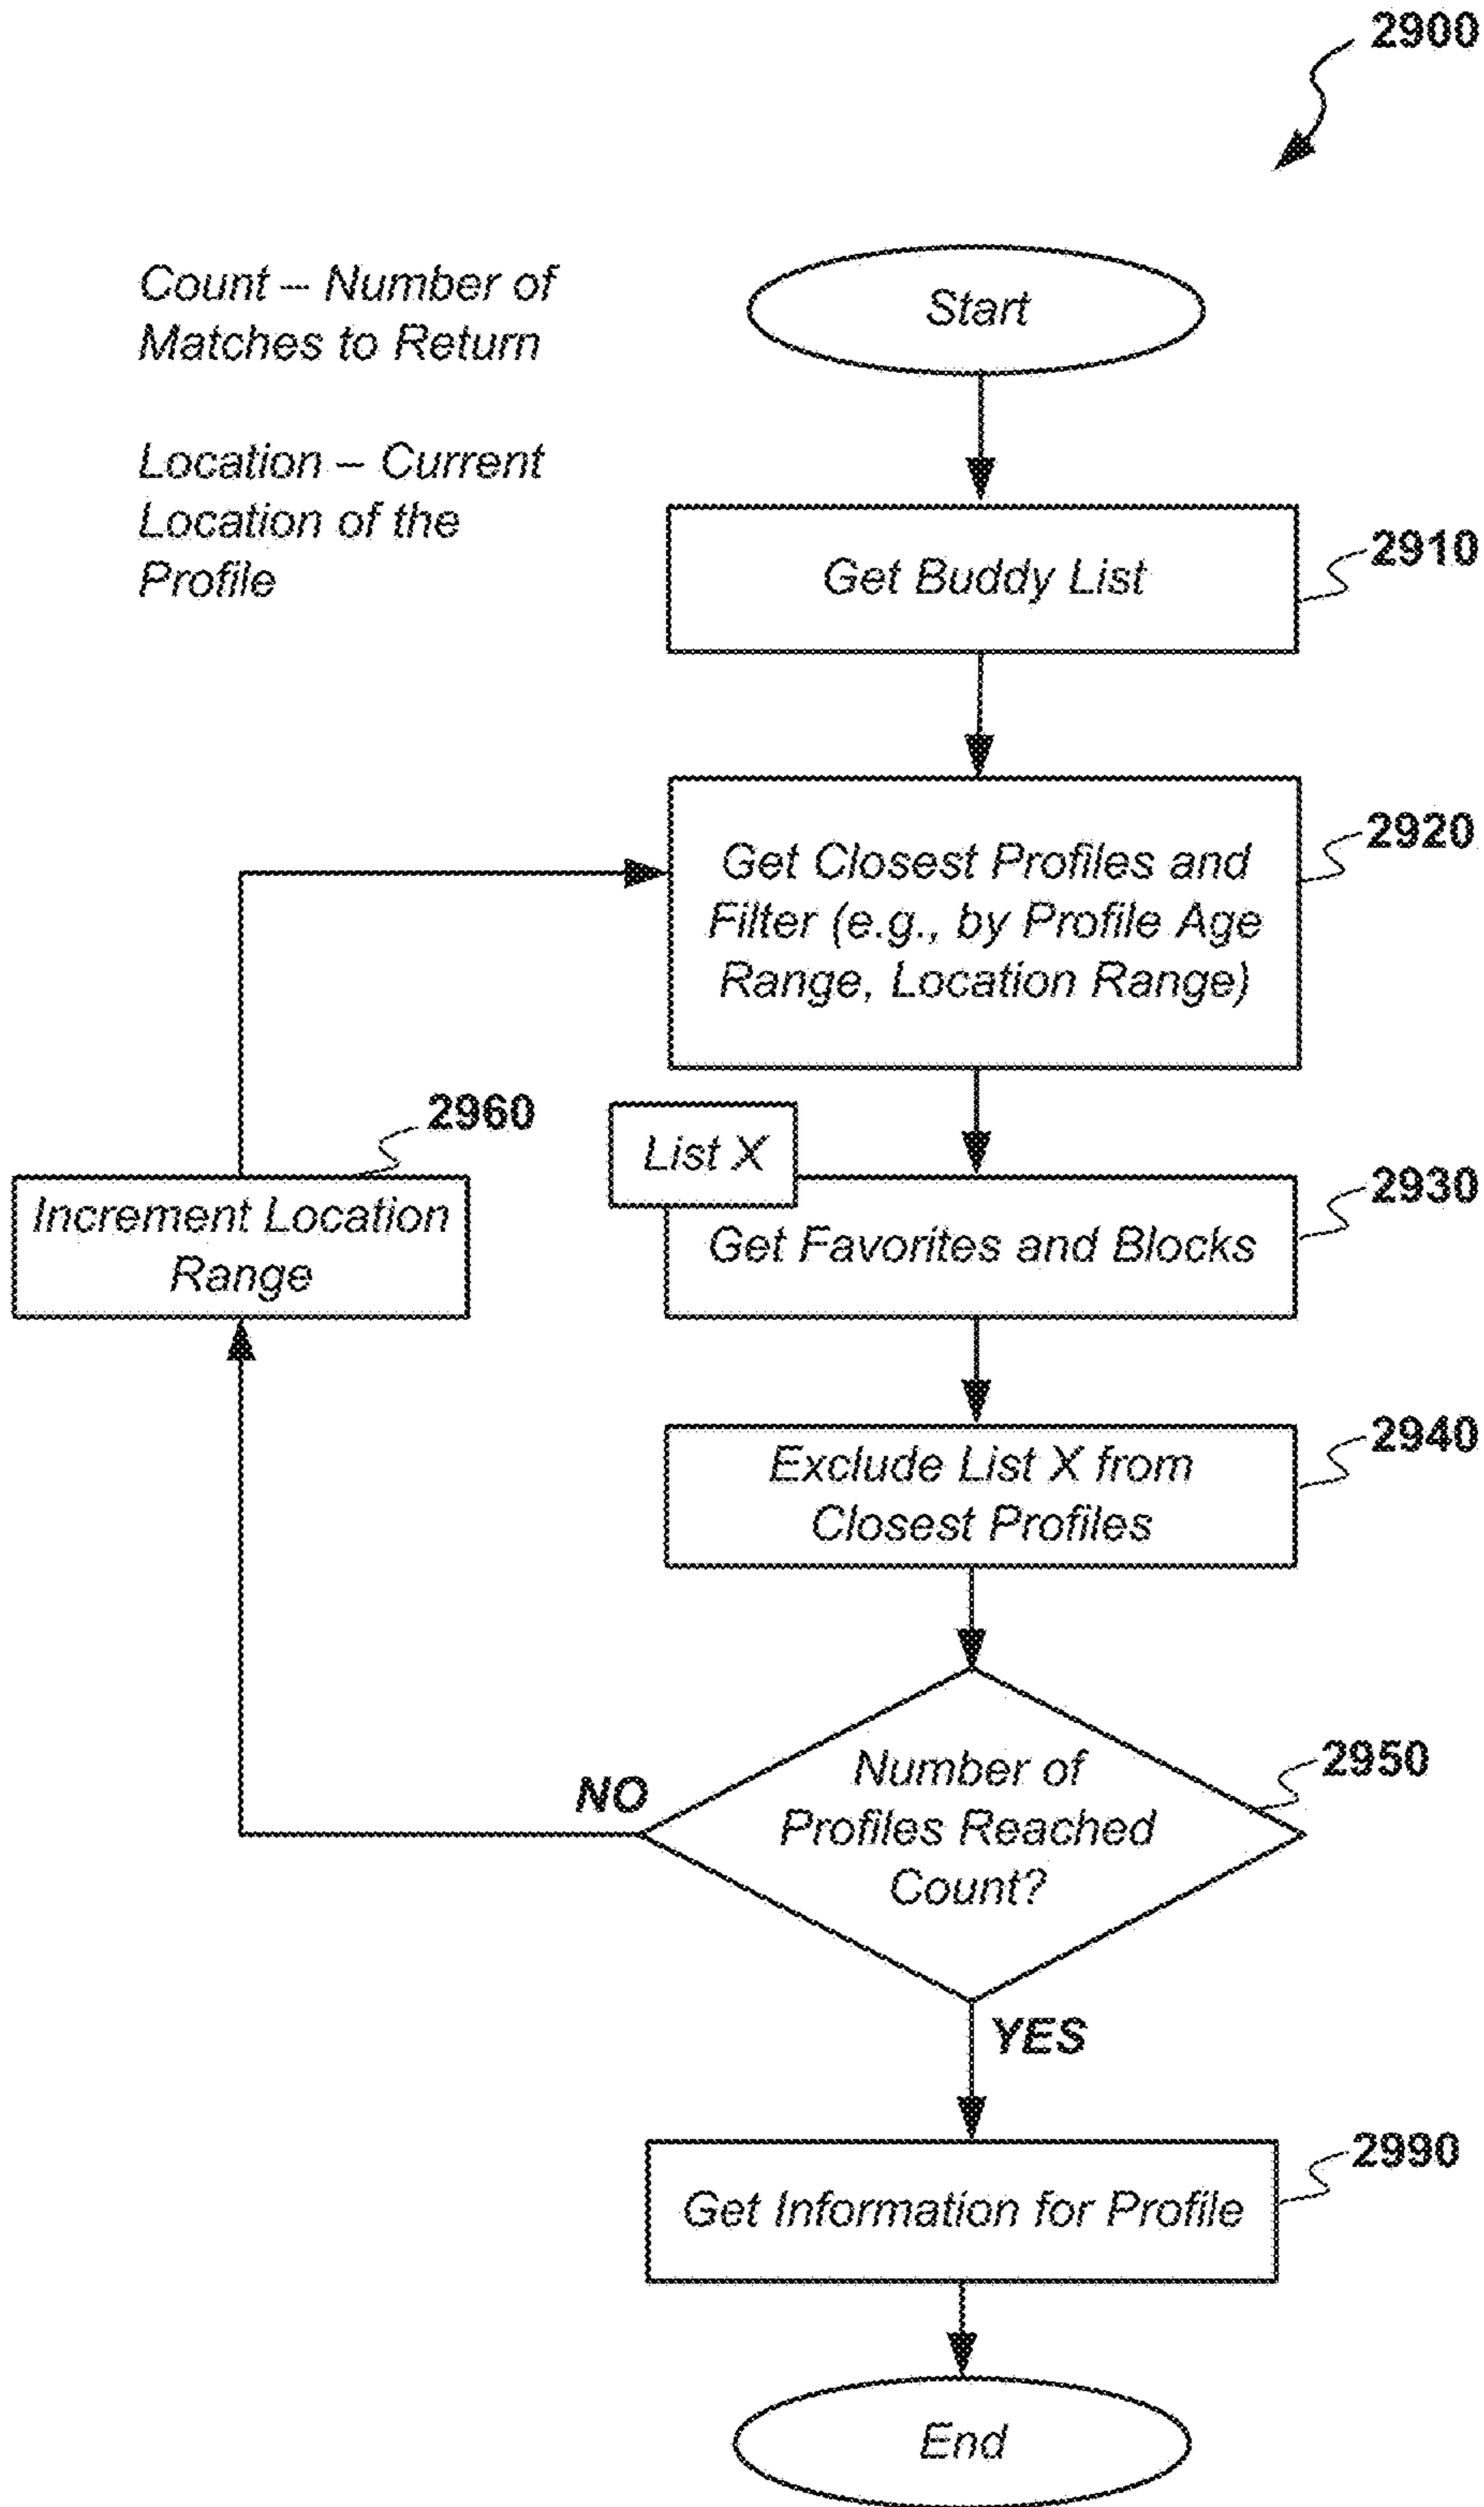 2900
Count – Number of
Matches to Return
Location – Current
Location of the
Profile
Start
Get Buddy List
2910
Get Closest Profiles and
Filter (e.g., by Profile Age
Range, Location Range)
2920
List X
Get Favorites and Blocks
2930
2960
Increment Location
Range
Exclude List X from
Closest Profiles
2940
Number of
Profiles Reached
Count?
2950
NO
YES
Get Information for Profile
2990
End